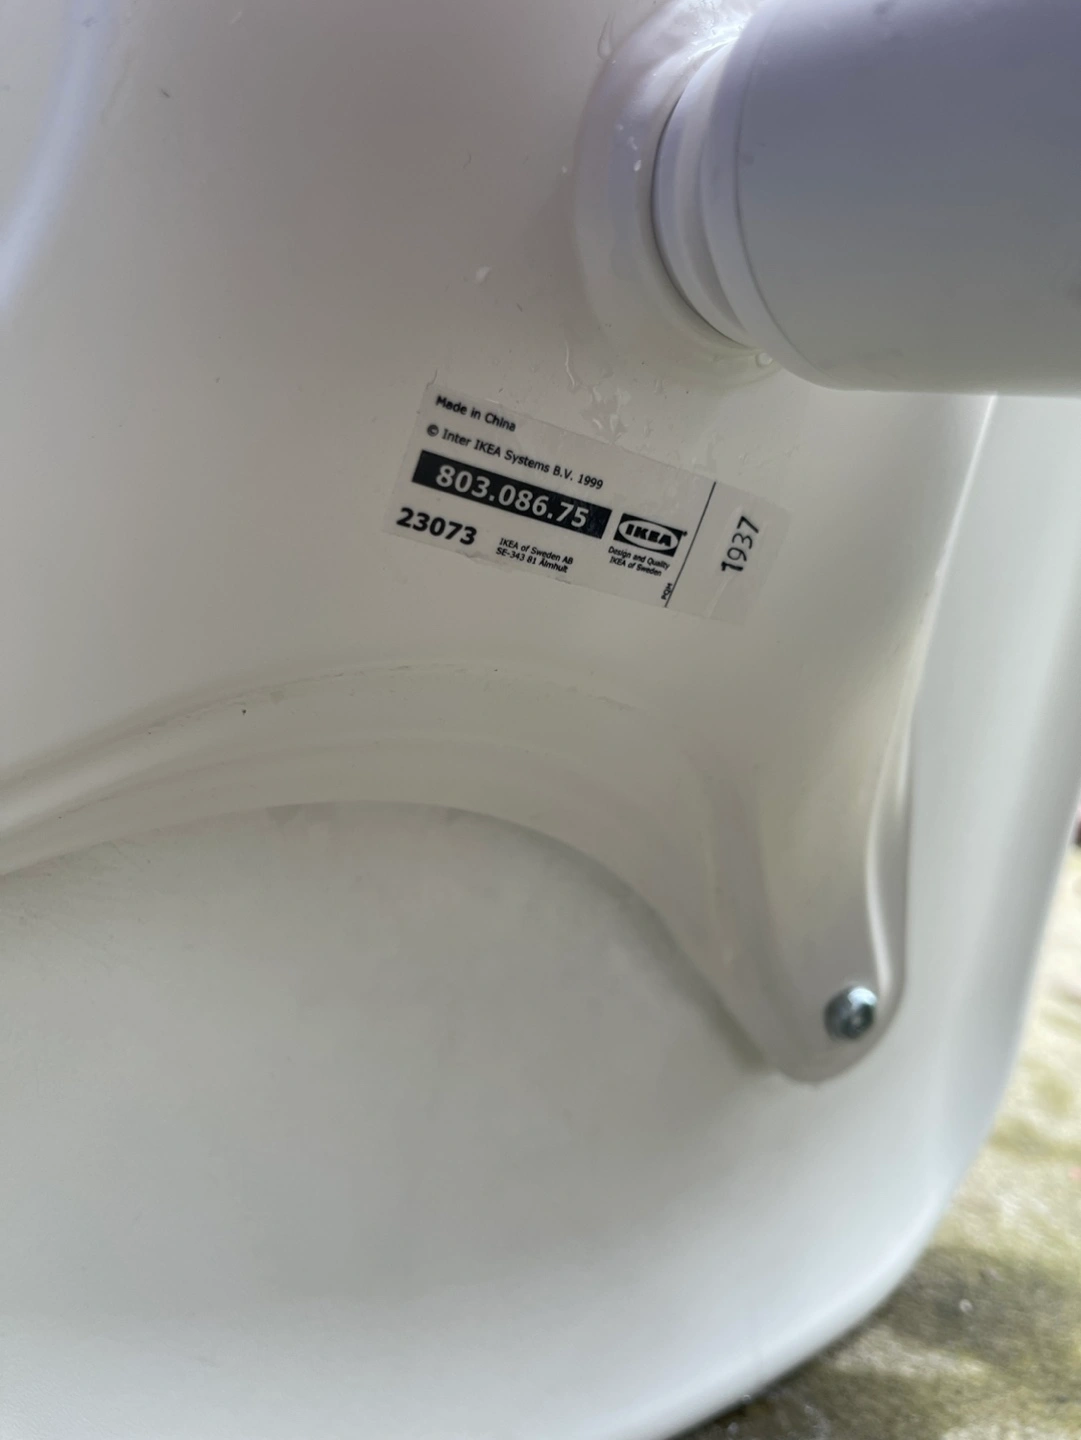 Made in China
© Inter IKEA Systems B.V. 1999
803.086.75
23073
IKEA of Sweden AB
SE-343 81 Älmhult
IKEA
Design and Quality
IKEA of Sweden
PQM
1937